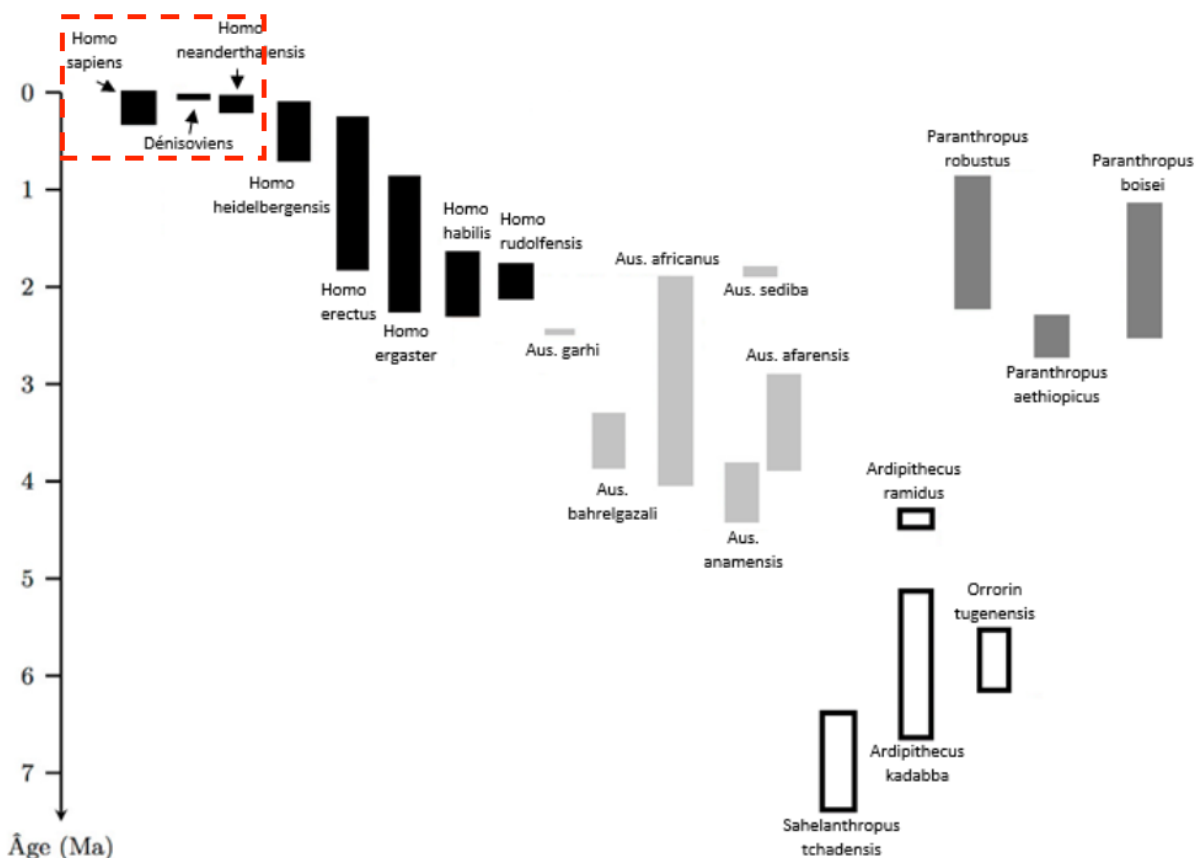 Homo
sapiens
Homo
neanderthalensis
Dénisoviens
0
1
2
3
4
5
6
7
Âge (Ma)
Homo
heidelbergensis
Homo
erectus
Homo
ergaster
Homo
habilis
Homo
rudolfensis
Aus. garhi
Aus. africanus
Aus. sediba
Aus. afarensis
Aus.
bahrelgazali
Aus.
anamensis
Paranthropus
robustus
Paranthropus
boisei
Paranthropus
aethiopicus
Ardipithecus
ramidus
Orrorin
tugenensis
Ardipithecus
kadabba
Sahelanthropus
tchadensis